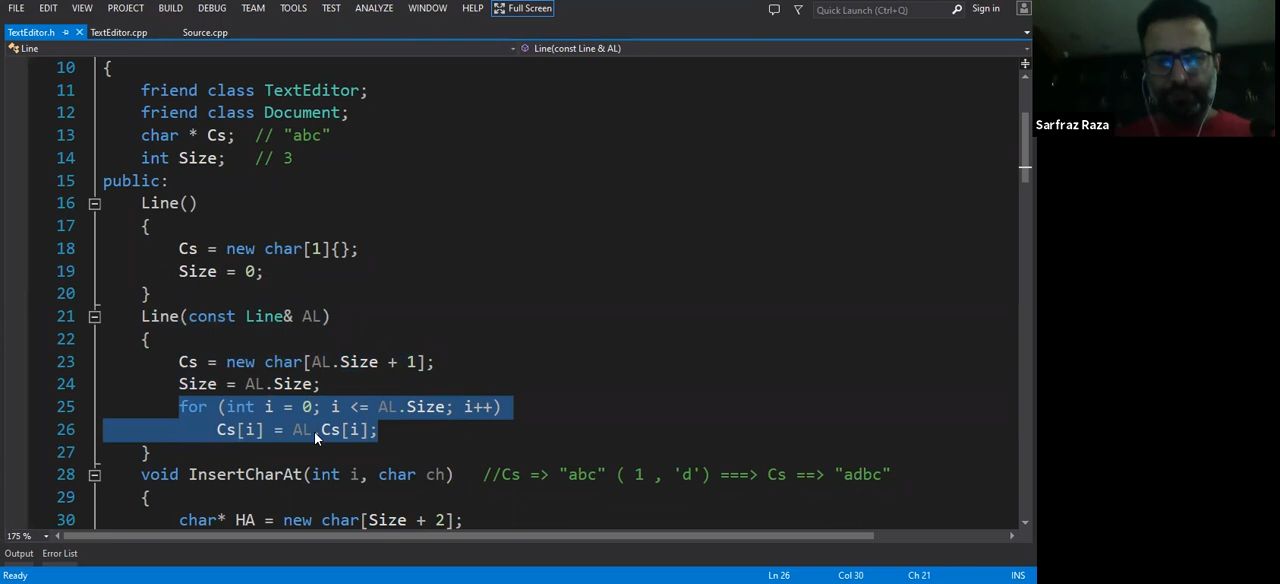 FILE EDIT VIEW PROJECT BUILD DEBUG TEAM TOOLS TEST ANALYZE WINDOW HELP Full Screen Quick Launch (Ctrl+Q) Sign in
TextEditor.h TextEditor.cpp Source.cpp
Line Line(const Line & AL)
10 {
11 friend class TextEditor;
12 friend class Document;
13 char * Cs; // "abc"
14 int Size; // 3
15 public:
16 Line()
17 {
18 Cs = new char[1]{};
19 Size = 0;
20 }
21 Line(const Line& AL)
22 {
23 Cs = new char[AL.Size + 1];
24 Size = AL.Size;
25 for (int i = 0; i <= AL.Size; i++)
26 Cs[i] = AL.Cs[i];
27 }
28 void InsertCharAt(int i, char ch) //Cs => "abc" ( 1 , 'd') ===> Cs ==> "adbc"
29 {
30 char* HA = new char[Size + 2];
175 %
Output Error List
Ready Ln 26 Col 30 Ch 21 INS
Sarfraz Raza